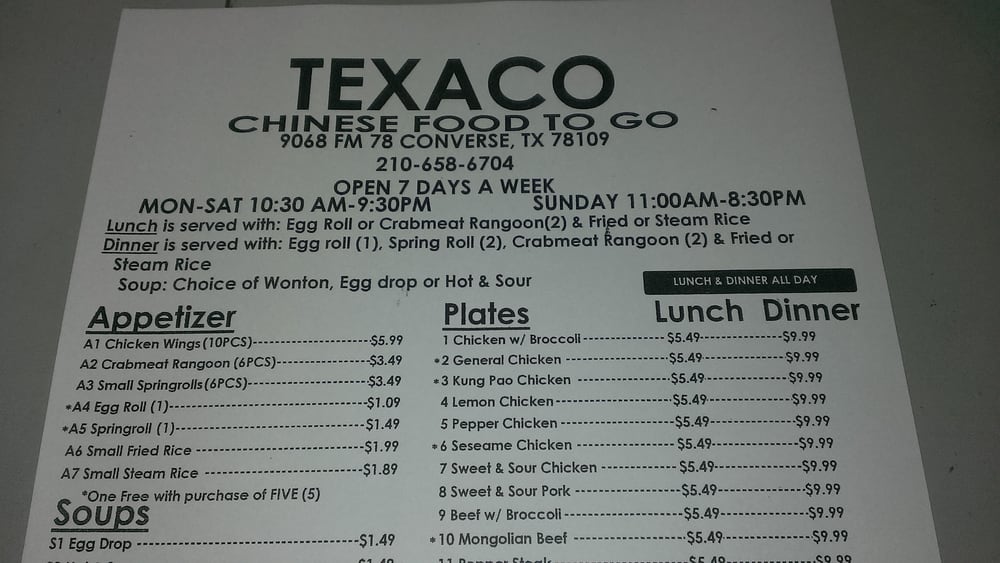 TEXACO
CHINESE FOOD TO GO
9068 FM 78 CONVERSE, TX 78109
210-658-6704
OPEN 7 DAYS A WEEK
MON-SAT 10:30 AM-9:30PM SUNDAY 11:00AM-8:30PM
Lunch is served with: Egg Roll or Crabmeat Rangoon(2) & Fried or Steam Rice
Dinner is served with: Egg roll (1), Spring Roll (2), Crabmeat Rangoon (2) & Fried or
Steam Rice
Soup: Choice of Wonton, Egg drop or Hot & Sour
LUNCH & DINNER ALL DAY
Appetizer
A1 Chicken Wings(10PCS)-----------------$5.99
A2 Crabmeat Rangoon (6PCS)-------------$3.49
A3 Small Springrolls(6PCS)-----------------$3.49
*A4 Egg Roll (1)----------------------------$1.09
*A5 Springroll (1)---------------------------$1.49
A6 Small Fried Rice ------------------------$1.99
A7 Small Steam Rice -----------------------$1.89
*One Free with purchase of FIVE (5)
Soups
S1 Egg Drop --------------------------------$1.49
Plates Lunch Dinner
1 Chicken w/ Broccoli--------------$5.49--------------$9.99
*2 General Chicken ----------------$5.49--------------$9.99
*3 Kung Pao Chicken --------------$5.49--------------$9.99
4 Lemon Chicken------------------$5.49--------------$9.99
5 Pepper Chicken -----------------$5.49--------------$9.99
*6 Seseame Chicken --------------$5.49--------------$9.99
7 Sweet & Sour Chicken ------------$5.49--------------$9.99
8 Sweet & Sour Pork ---------------$5.49--------------$9.99
9 Beef w/ Broccoli------------------$5.49--------------$9.99
*10 Mongolian Beef ----------------$5.49--------------$9.99